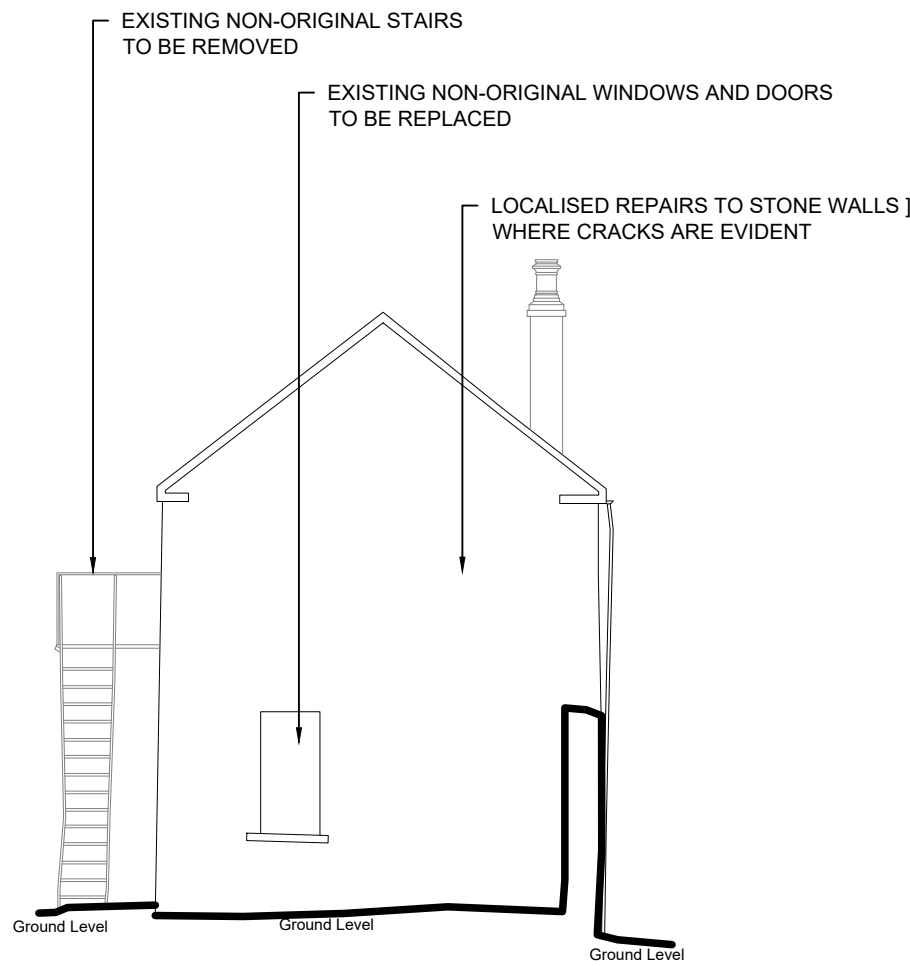 EXISTING NON-ORIGINAL STAIRS
TO BE REMOVED
EXISTING NON-ORIGINAL WINDOWS AND DOORS
TO BE REPLACED
LOCALISED REPAIRS TO STONE WALLS ]
WHERE CRACKS ARE EVIDENT
Ground Level
Ground Level
Ground Level